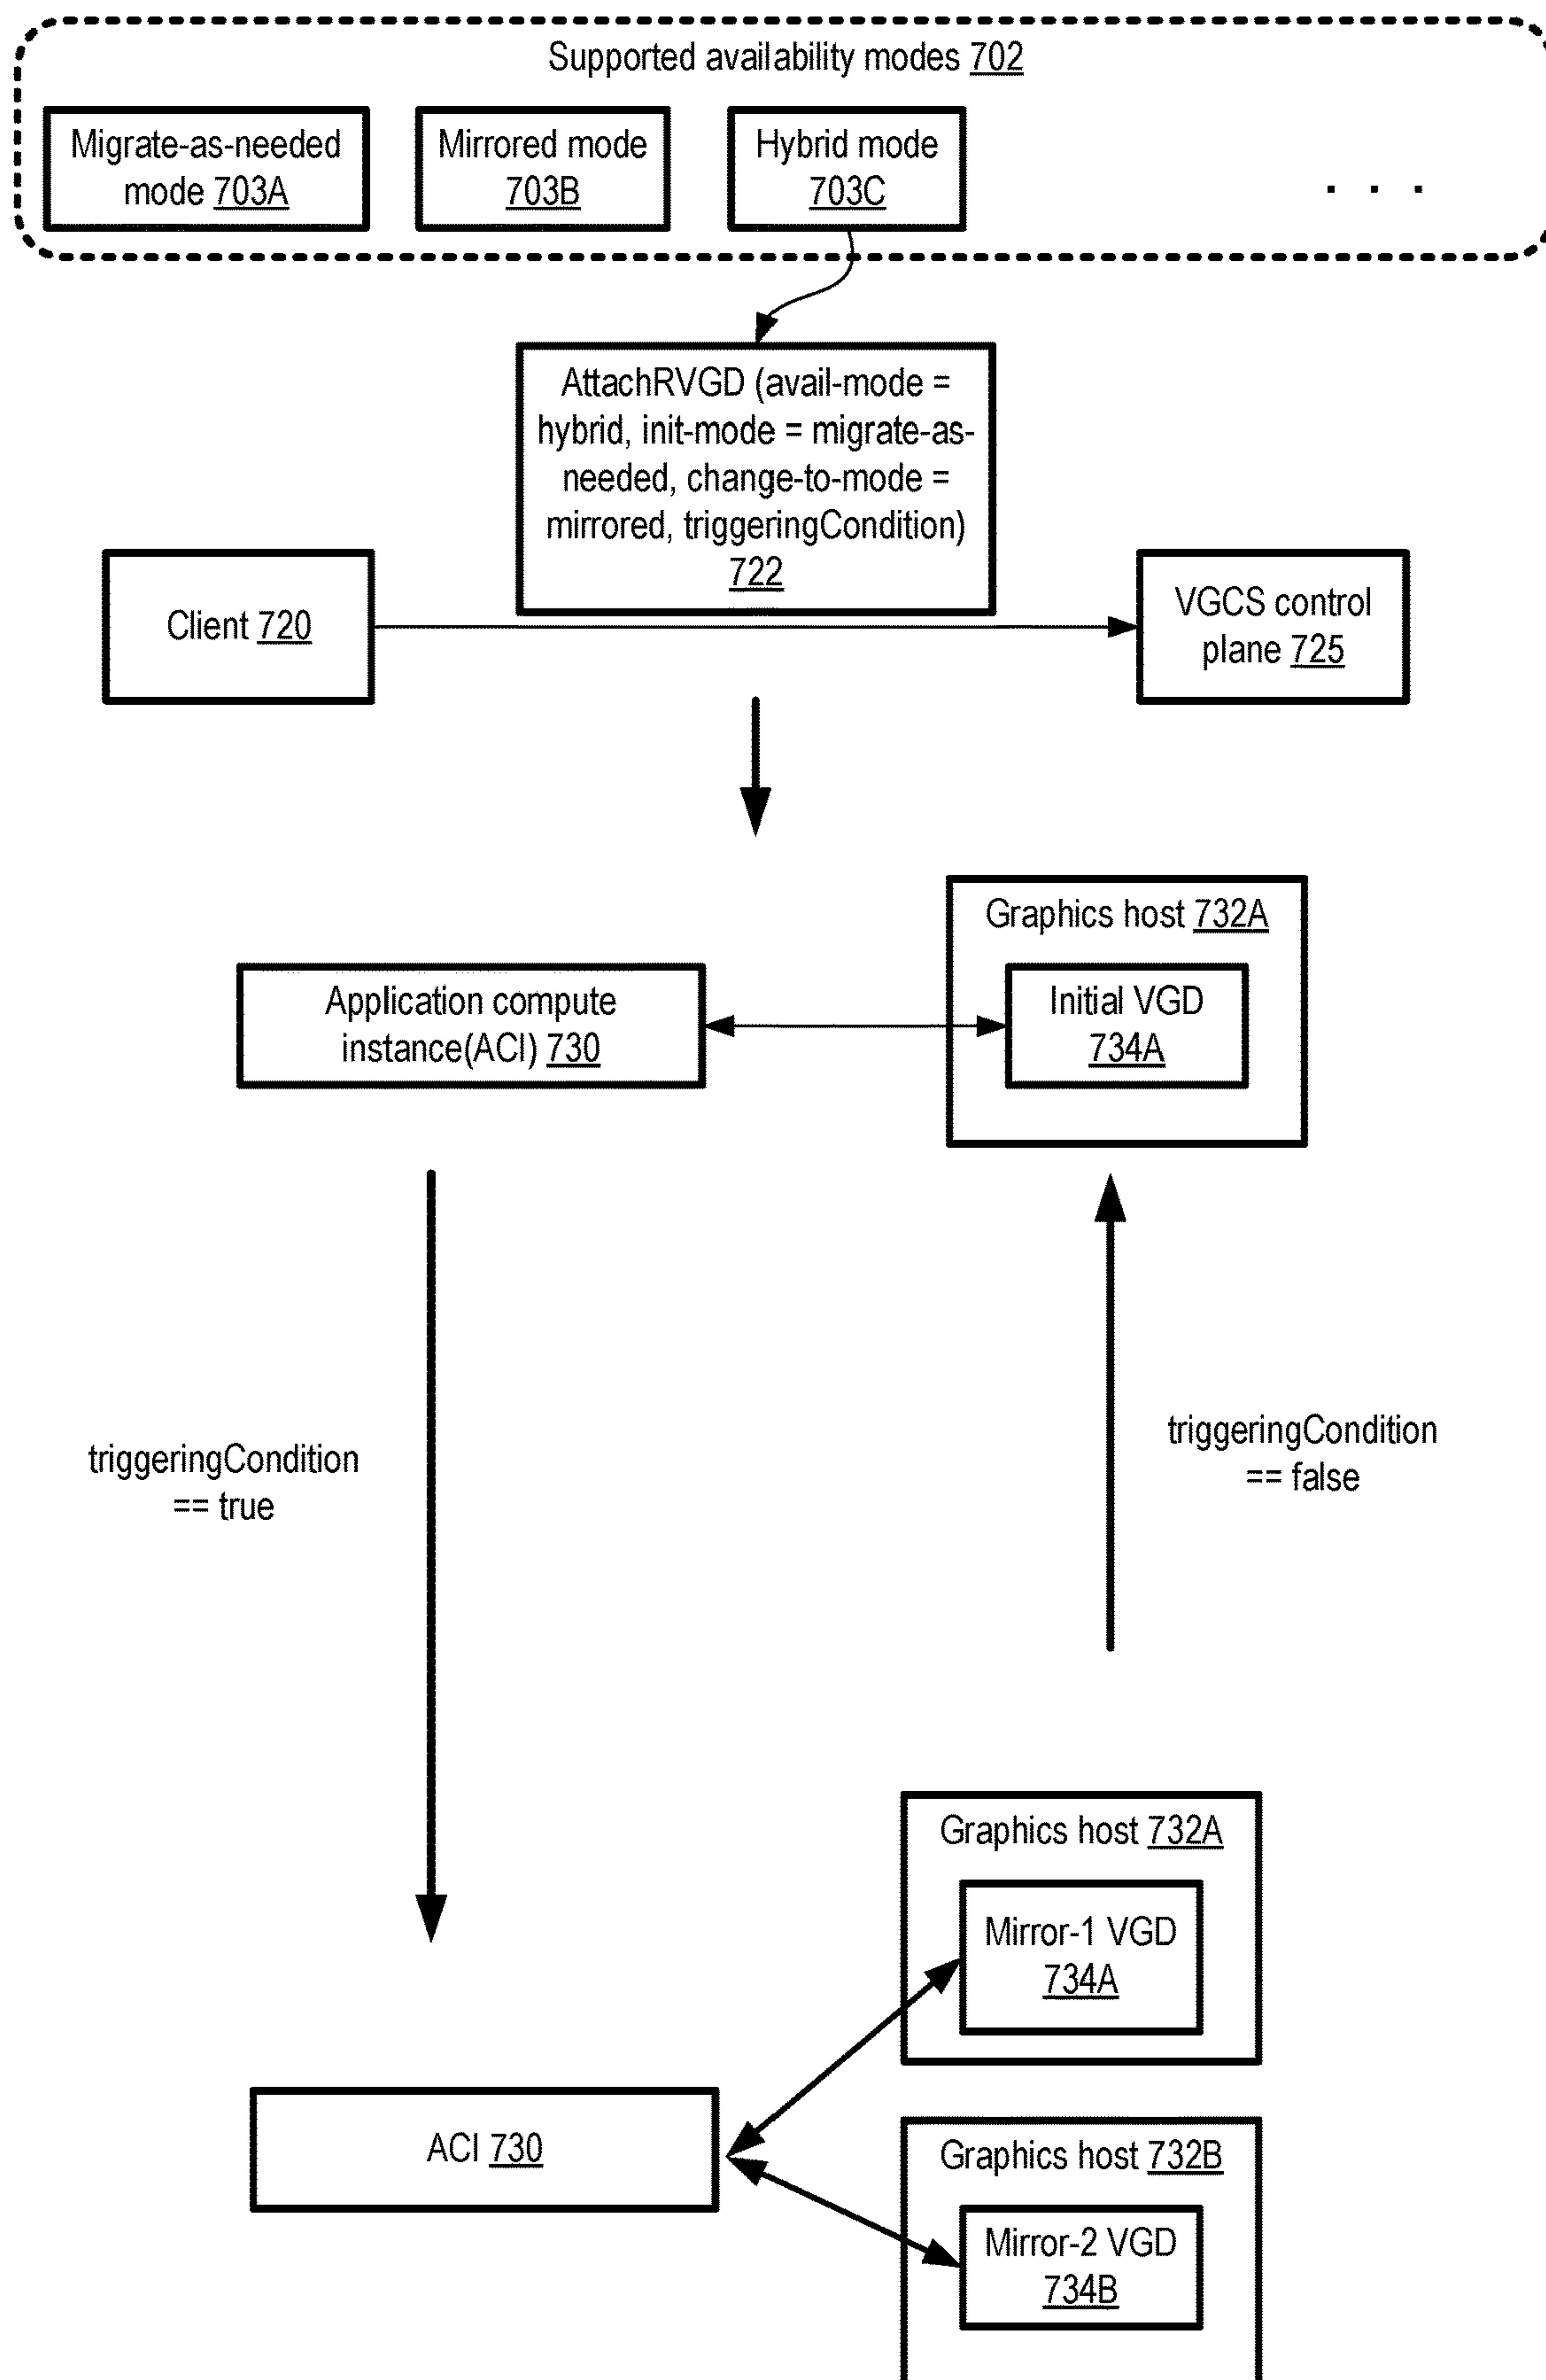 Supported availability modes 702
Migrate-as-needed
mode 703A
Mirrored mode
703B
Hybrid mode
703C
. . .
AttachRVGD (avail-mode =
hybrid, init-mode = migrate-as-
needed, change-to-mode =
mirrored, triggeringCondition)
722
Client 720
VGCS control
plane 725
Graphics host 732A
Application compute
instance(ACI) 730
Initial VGD
734A
triggeringCondition
== true
triggeringCondition
== false
Graphics host 732A
Mirror-1 VGD
734A
ACI 730
Graphics host 732B
Mirror-2 VGD
734B